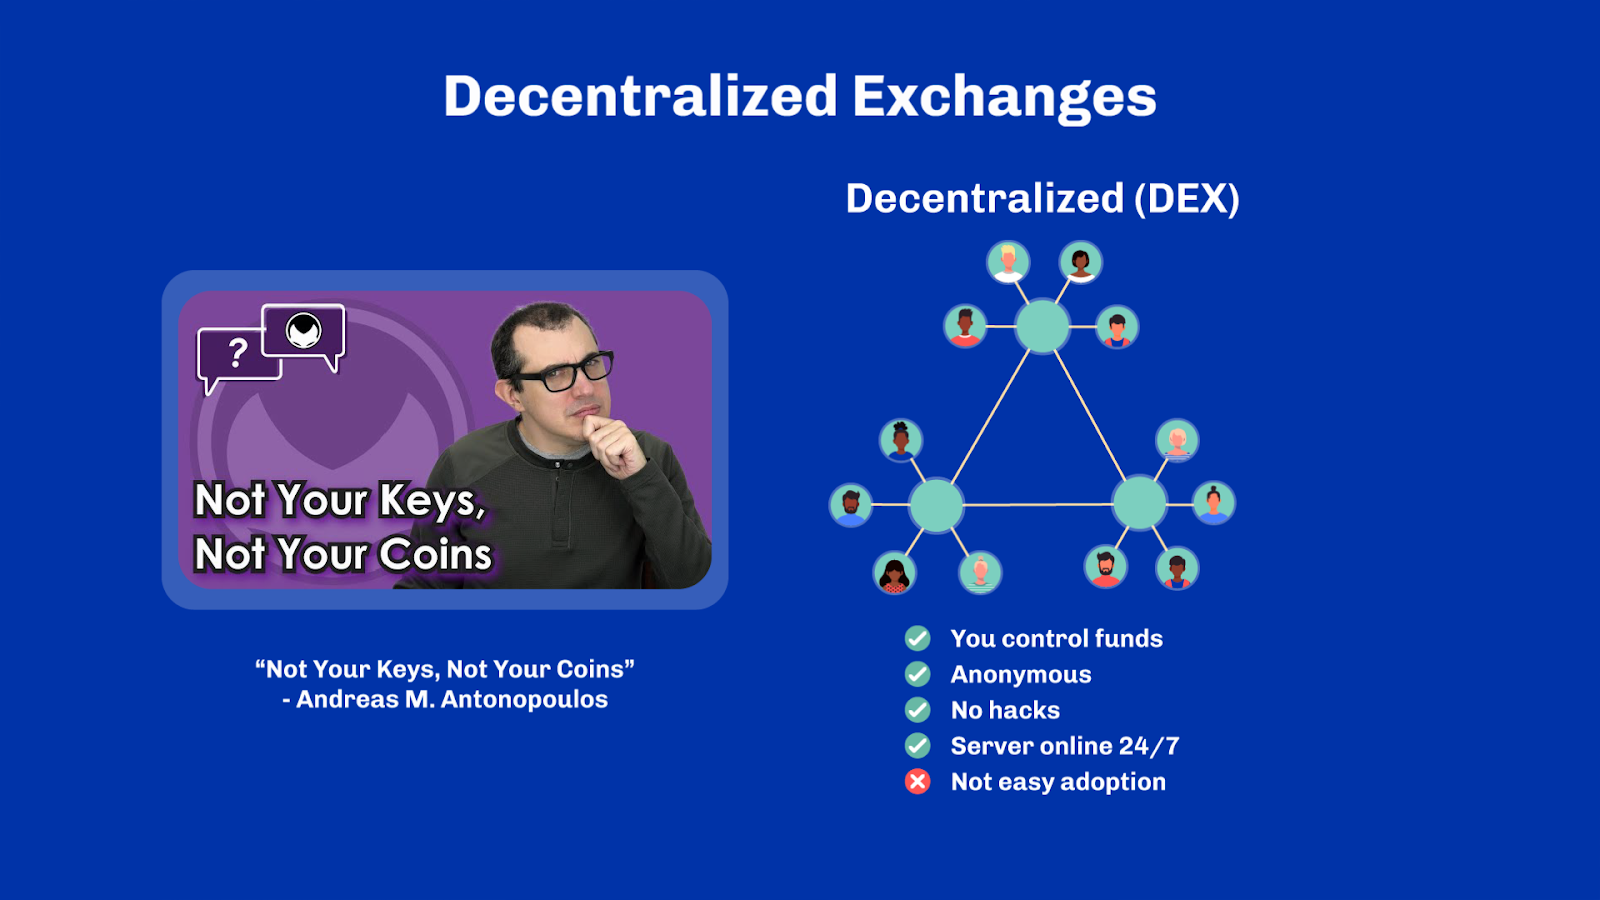 Decentralized Exchanges
?
Not Your Keys,
Not Your Coins
“Not Your Keys, Not Your Coins”
- Andreas M. Antonopoulos
Decentralized (DEX)
You control funds
Anonymous
No hacks
Server online 24/7
Not easy adoption